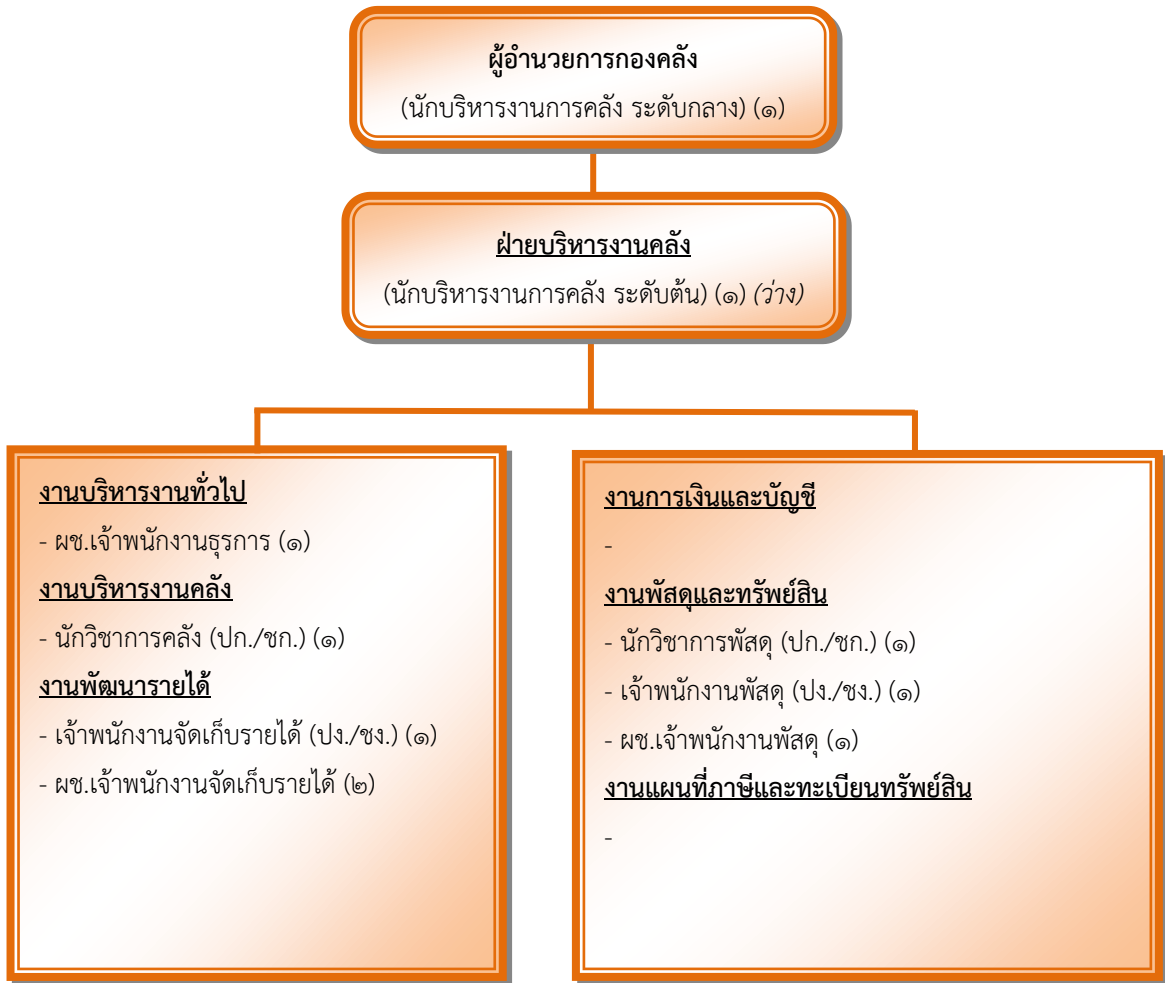 ผู้อำนวยการกองคลัง
(นักบริหารงานการคลัง ระดับกลาง) (๑)
ฝ่ายบริหารงานคลัง
(นักบริหารงานการคลัง ระดับต้น) (๑) (ว่าง)
งานบริหารงานทั่วไป
- ผช.เจ้าพนักงานธุรการ (๑)
งานบริหารงานคลัง
- นักวิชาการคลัง (ปก./ชก.) (๑)
งานพัฒนารายได้
- เจ้าพนักงานจัดเก็บรายได้ (ปง./ชง.) (๑)
- ผช.เจ้าพนักงานจัดเก็บรายได้ (๒)
งานการเงินและบัญชี
-
งานพัสดุและทรัพย์สิน
- นักวิชาการพัสดุ (ปก./ชก.) (๑)
- เจ้าพนักงานพัสดุ (ปง./ชง.) (๑)
- ผช.เจ้าพนักงานพัสดุ (๑)
งานแผนที่ภาษีและทะเบียนทรัพย์สิน
-